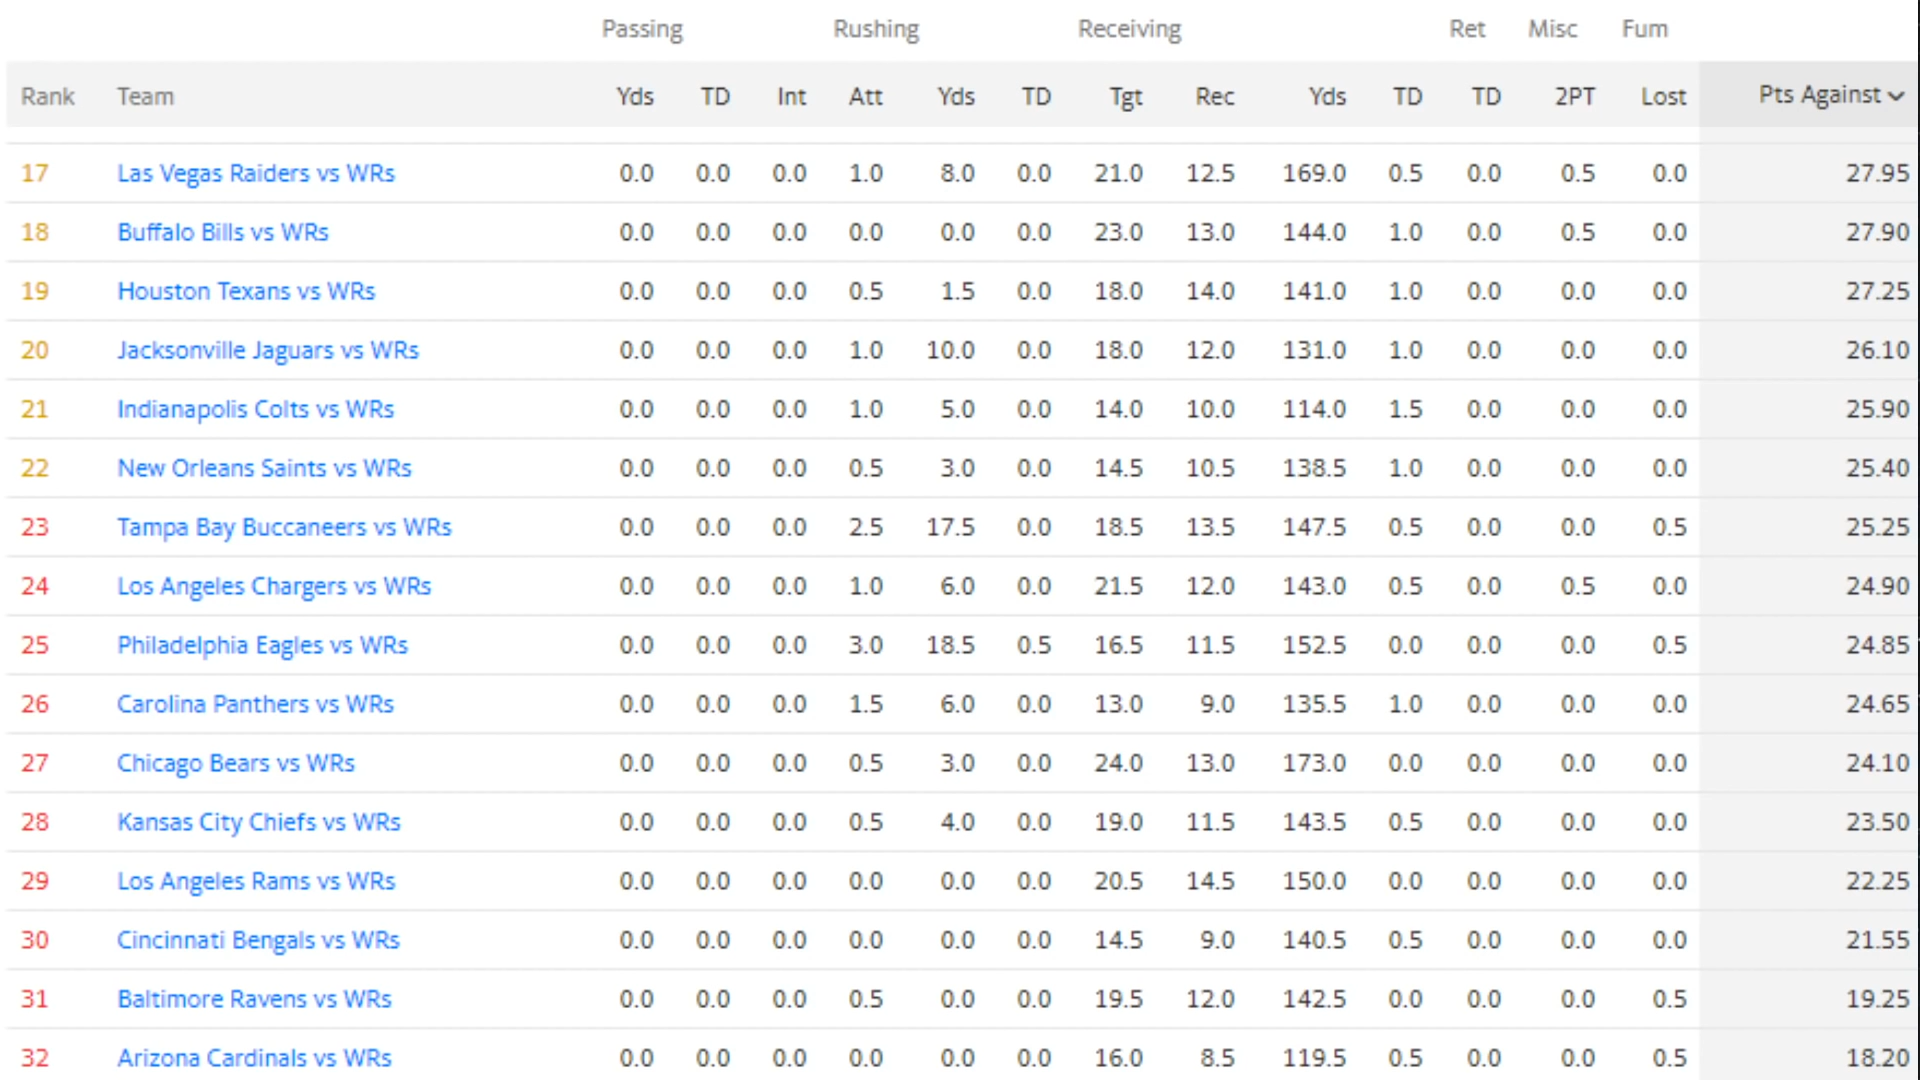 Passing Rushing Receiving Ret Misc Fum
Rank Team Yds TD Int Att Yds TD Tgt Rec Yds TD TD 2PT Lost Pts Against
17 Las Vegas Raiders vs WRs 0.0 0.0 0.0 1.0 8.0 0.0 21.0 12.5 169.0 0.5 0.0 0.5 0.0 27.95
18 Buffalo Bills vs WRs 0.0 0.0 0.0 0.0 0.0 0.0 23.0 13.0 144.0 1.0 0.0 0.5 0.0 27.90
19 Houston Texans vs WRs 0.0 0.0 0.0 0.5 1.5 0.0 18.0 14.0 141.0 1.0 0.0 0.0 0.0 27.25
20 Jacksonville Jaguars vs WRs 0.0 0.0 0.0 1.0 10.0 0.0 18.0 12.0 131.0 1.0 0.0 0.0 0.0 26.10
21 Indianapolis Colts vs WRs 0.0 0.0 0.0 1.0 5.0 0.0 14.0 10.0 114.0 1.5 0.0 0.0 0.0 25.90
22 New Orleans Saints vs WRs 0.0 0.0 0.0 0.5 3.0 0.0 14.5 10.5 138.5 1.0 0.0 0.0 0.0 25.40
23 Tampa Bay Buccaneers vs WRs 0.0 0.0 0.0 2.5 17.5 0.0 18.5 13.5 147.5 0.5 0.0 0.0 0.5 25.25
24 Los Angeles Chargers vs WRs 0.0 0.0 0.0 1.0 6.0 0.0 21.5 12.0 143.0 0.5 0.0 0.5 0.0 24.90
25 Philadelphia Eagles vs WRs 0.0 0.0 0.0 3.0 18.5 0.5 16.5 11.5 152.5 0.0 0.0 0.0 0.5 24.85
26 Carolina Panthers vs WRs 0.0 0.0 0.0 1.5 6.0 0.0 13.0 9.0 135.5 1.0 0.0 0.0 0.0 24.65
27 Chicago Bears vs WRs 0.0 0.0 0.0 0.5 3.0 0.0 24.0 13.0 173.0 0.0 0.0 0.0 0.0 24.10
28 Kansas City Chiefs vs WRs 0.0 0.0 0.0 0.5 4.0 0.0 19.0 11.5 143.5 0.5 0.0 0.0 0.0 23.50
29 Los Angeles Rams vs WRs 0.0 0.0 0.0 0.0 0.0 0.0 20.5 14.5 150.0 0.0 0.0 0.0 0.0 22.25
30 Cincinnati Bengals vs WRs 0.0 0.0 0.0 0.0 0.0 0.0 14.5 9.0 140.5 0.5 0.0 0.0 0.0 21.55
31 Baltimore Ravens vs WRs 0.0 0.0 0.0 0.5 0.0 0.0 19.5 12.0 142.5 0.0 0.0 0.0 0.5 19.25
32 Arizona Cardinals vs WRs 0.0 0.0 0.0 0.0 0.0 0.0 16.0 8.5 119.5 0.5 0.0 0.0 0.5 18.20